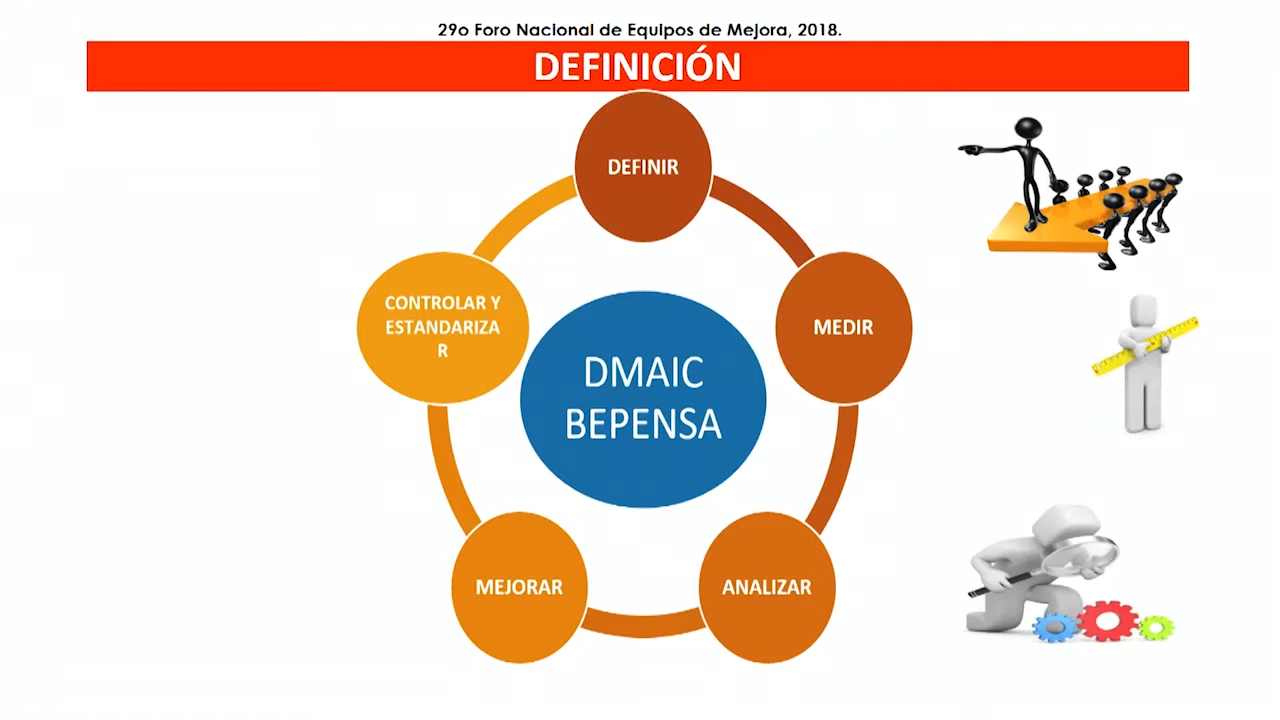 29o Foro Nacional de Equipos de Mejora, 2018.
DEFINICIÓN
DEFINIR
MEDIR
ANALIZAR
MEJORAR
CONTROLAR Y
ESTANDARIZA
R
DMAIC
BEPENSA